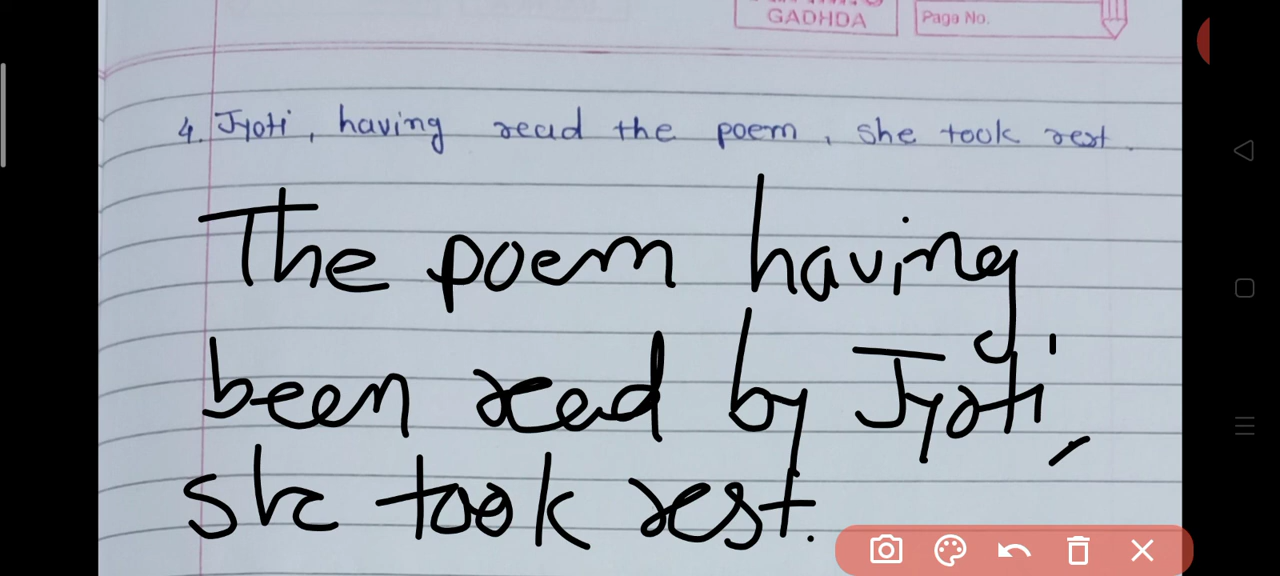 GADHDA
Page No.
4. Jyoti, having read the poem, she took rest.
The poem having
been read by Jyoti,
she took rest.